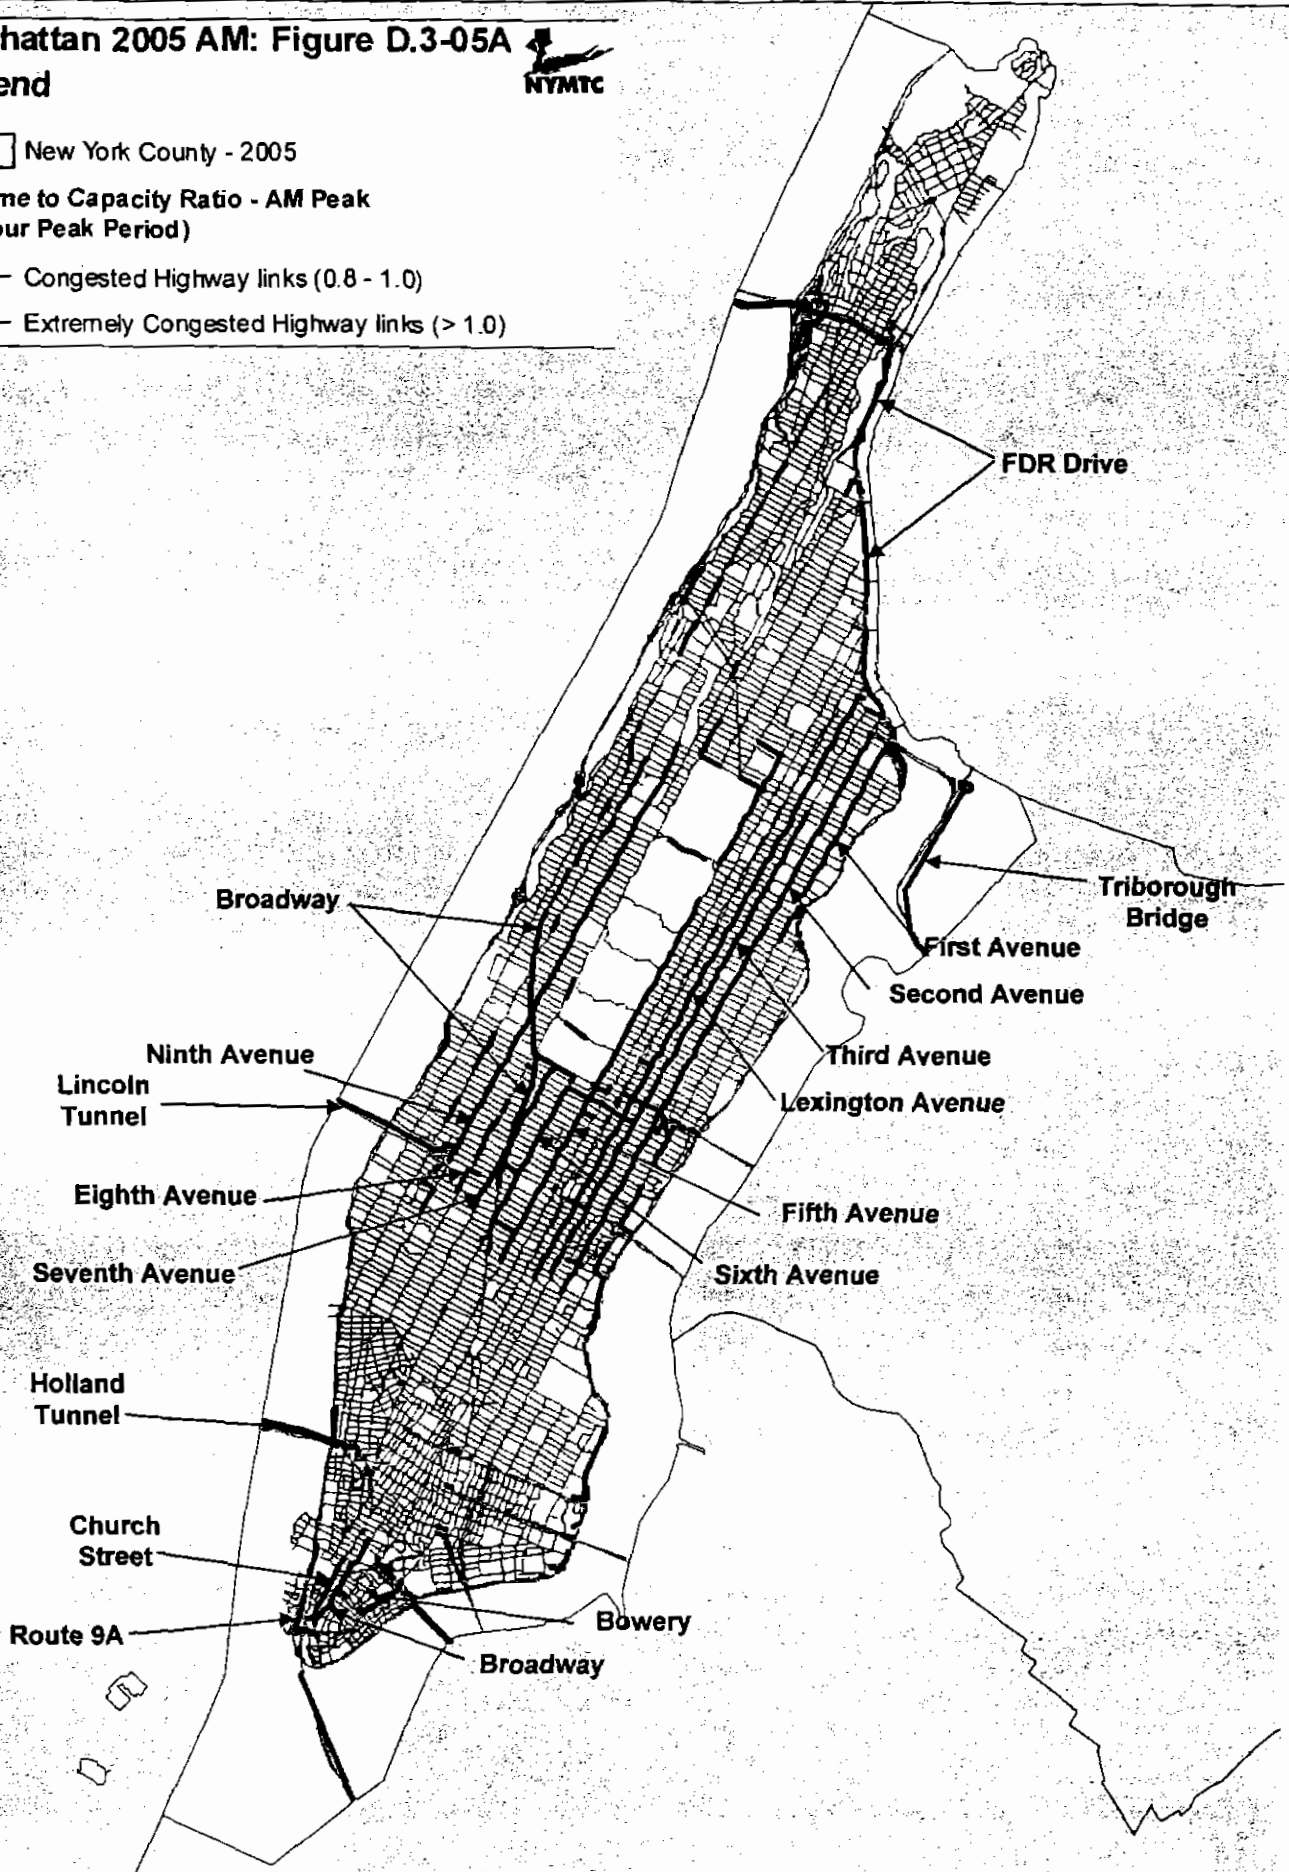 hattan 2005 AM: Figure D.3-05A
end
NYMTC
New York County - 2005
me to Capacity Ratio - AM Peak
our Peak Period)
Congested Highway links (0.8 - 1.0)
Extremely Congested Highway links (> 1.0)
FDR Drive
Broadway
Triborough
Bridge
First Avenue
Second Avenue
Ninth Avenue
Third Avenue
Lincoln
Tunnel
Lexington Avenue
Eighth Avenue
Fifth Avenue
Seventh Avenue
Sixth Avenue
Holland
Tunnel
Church
Street
Bowery
Route 9A
Broadway